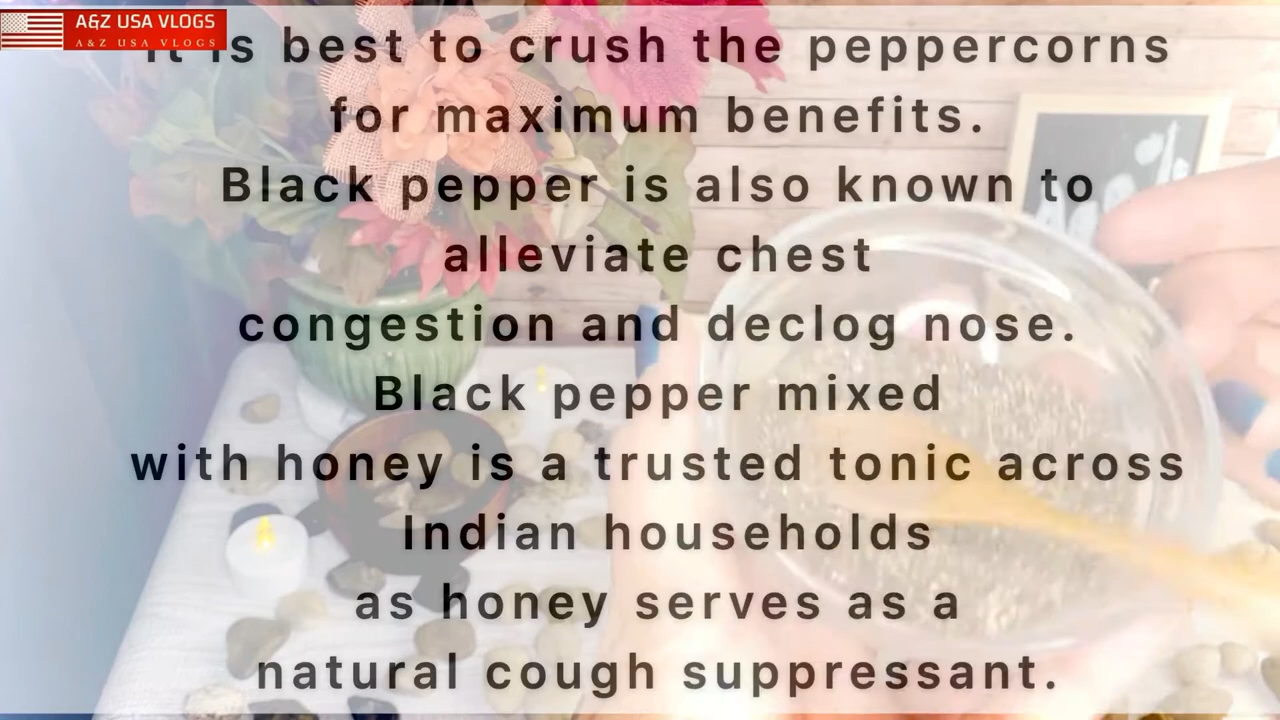 A&Z USA VLOGS
A&Z USA VLOGS
It is best to crush the peppercorns
for maximum benefits.
Black pepper is also known to
alleviate chest
congestion and declog nose.
Black pepper mixed
with honey is a trusted tonic across
Indian households
as honey serves as a
natural cough suppressant.